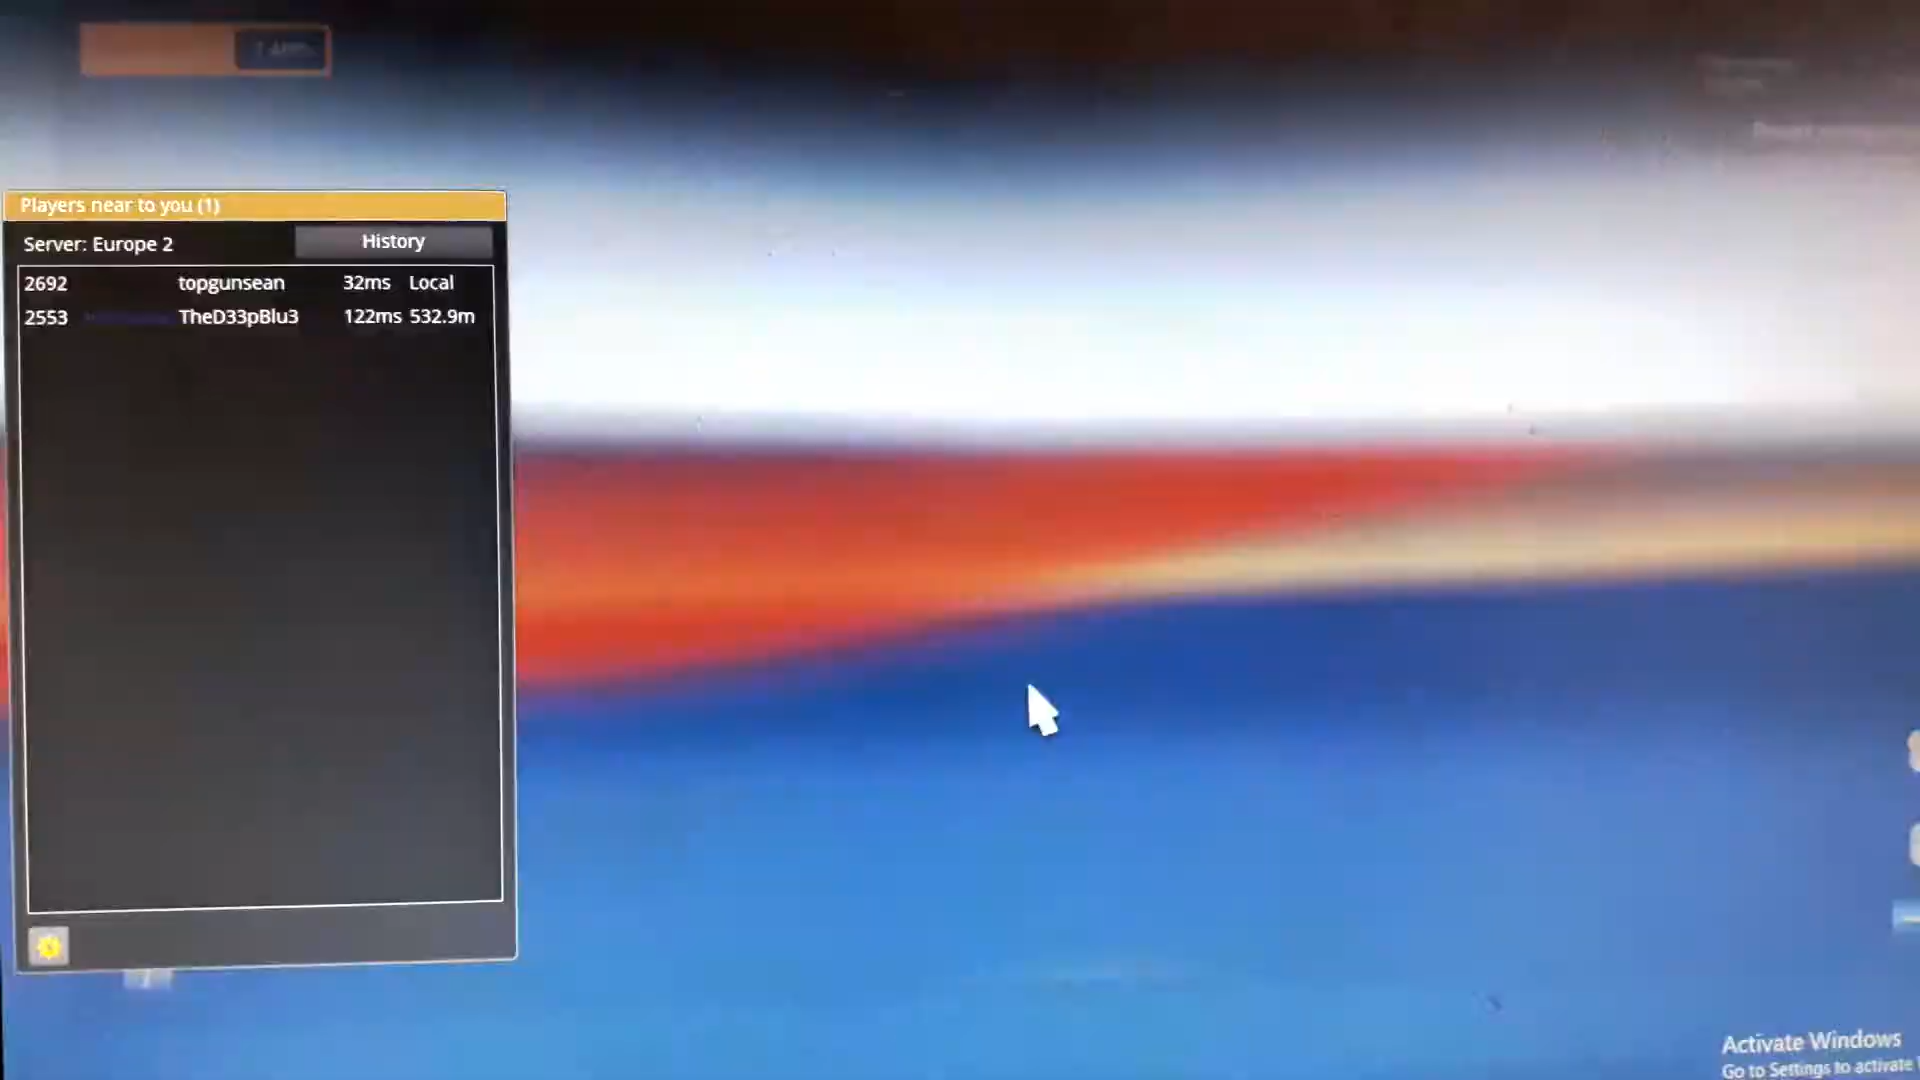 Players near to you (1)
Server: Europe 2
History
2692 topgunsean 32ms Local
2553 TheD33pBlu3 122ms 532.9m
Activate Windows
Go to Settings to activate